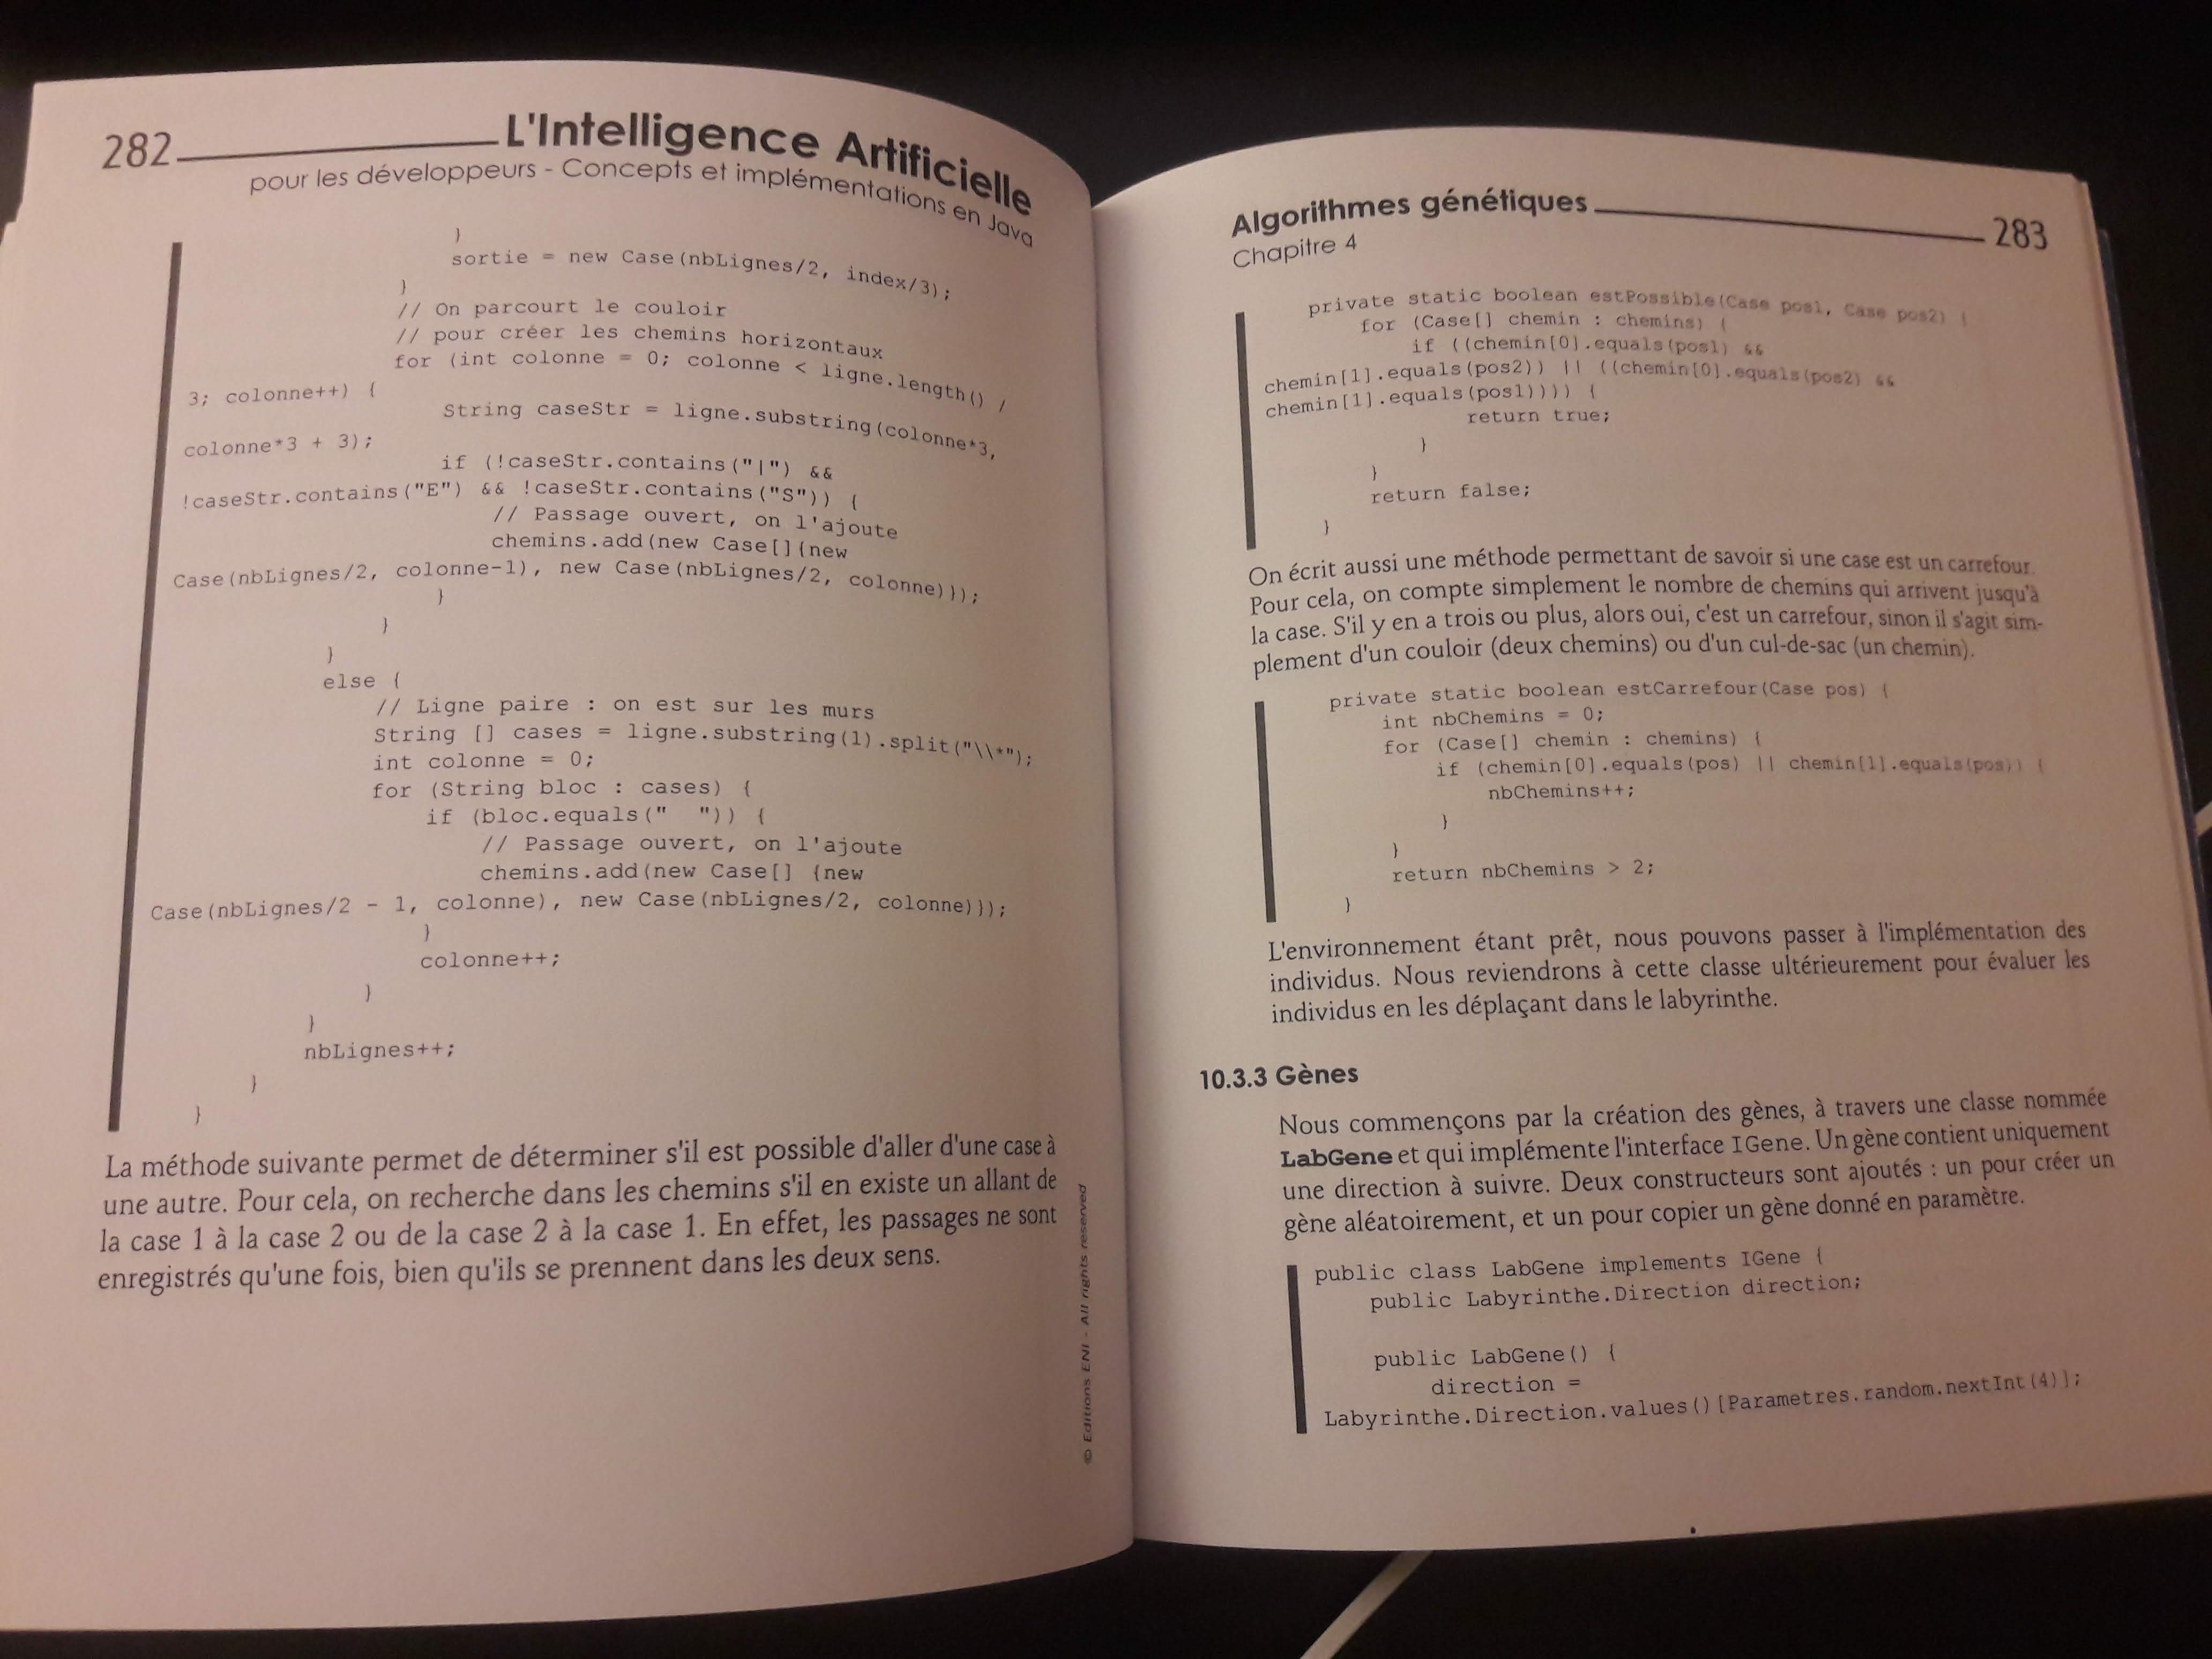 282
L'Intelligence Artificielle
pour les développeurs - Concepts et implémentations en Java
}
sortie = new Case(nbLignes/2, index/3);
}
// On parcourt le couloir
// pour créer les chemins horizontaux
for (int colonne = 0; colonne < ligne.length() /
3; colonne++) {
String caseStr = ligne.substring(colonne*3,
colonne*3 + 3);
if (!caseStr.contains("|") &&
!caseStr.contains("E") && !caseStr.contains("S")) {
// Passage ouvert, on l'ajoute
chemins.add(new Case[]{new
Case(nbLignes/2, colonne-1), new Case(nbLignes/2, colonne)});
}
}
}
else {
// Ligne paire : on est sur les murs
String [] cases = ligne.substring(1).split("\\*");
int colonne = 0;
for (String bloc : cases) {
if (bloc.equals("  ")) {
// Passage ouvert, on l'ajoute
chemins.add(new Case[] {new
Case(nbLignes/2 - 1, colonne), new Case(nbLignes/2, colonne)});
}
colonne++;
}
}
nbLignes++;
}
}
La méthode suivante permet de déterminer s'il est possible d'aller d'une case à
une autre. Pour cela, on recherche dans les chemins s'il en existe un allant de
la case 1 à la case 2 ou de la case 2 à la case 1. En effet, les passages ne sont
enregistrés qu'une fois, bien qu'ils se prennent dans les deux sens.
© Editions ENI - All rights reserved
Algorithmes génétiques
283
Chapitre 4
private static boolean estPossible(Case pos1, Case pos2) {
for (Case[] chemin : chemins) {
if ((chemin[0].equals(pos1) &&
chemin[1].equals(pos2)) || ((chemin[0].equals(pos2) &&
chemin[1].equals(pos1)))) {
return true;
}
}
return false;
}
On écrit aussi une méthode permettant de savoir si une case est un carrefour.
Pour cela, on compte simplement le nombre de chemins qui arrivent jusqu'à
la case. S'il y en a trois ou plus, alors oui, c'est un carrefour, sinon il s'agit sim-
plement d'un couloir (deux chemins) ou d'un cul-de-sac (un chemin).
private static boolean estCarrefour(Case pos) {
int nbChemins = 0;
for (Case[] chemin : chemins) {
if (chemin[0].equals(pos) || chemin[1].equals(pos)) {
nbChemins++;
}
}
return nbChemins > 2;
}
L'environnement étant prêt, nous pouvons passer à l'implémentation des
individus. Nous reviendrons à cette classe ultérieurement pour évaluer les
individus en les déplaçant dans le labyrinthe.
10.3.3 Gènes
Nous commençons par la création des gènes, à travers une classe nommée
LabGene et qui implémente l'interface IGene. Un gène contient uniquement
une direction à suivre. Deux constructeurs sont ajoutés : un pour créer un
gène aléatoirement, et un pour copier un gène donné en paramètre.
public class LabGene implements IGene {
public Labyrinthe.Direction direction;
public LabGene() {
direction =
Labyrinthe.Direction.values()[Parametres.random.nextInt(4)];